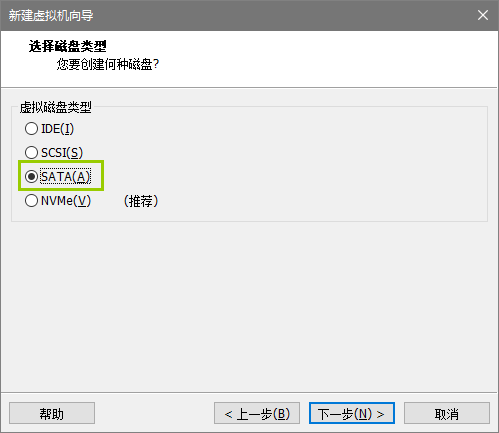 新建虚拟机向导
选择磁盘类型
您要创建何种磁盘?
虚拟磁盘类型
IDE(I)
SCSI(S)
SATA(A)
NVMe(V) (推荐)
帮助 < 上一步(B) 下一步(N) > 取消